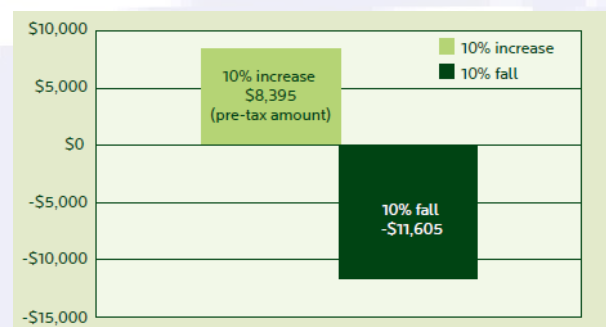 $10,000
$5,000
$0
-$5,000
-$10,000
-$15,000
10% increase
$8,395
(pre-tax amount)
10% fall
-$11,605
10% increase
10% fall